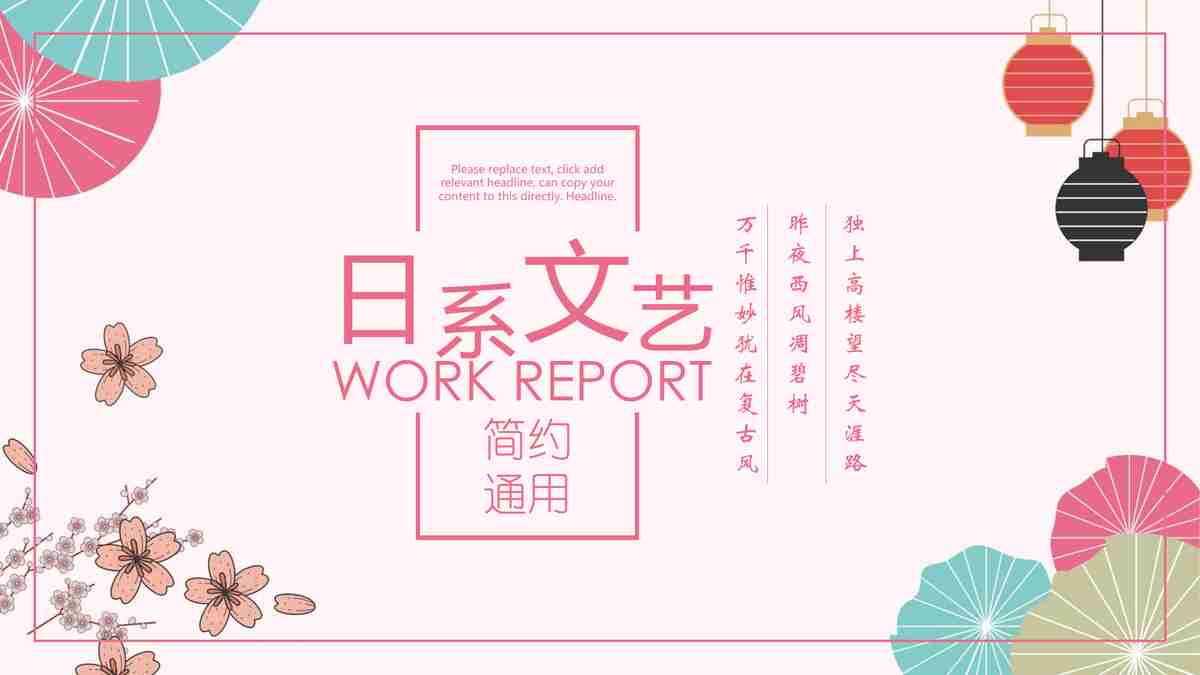 Please replace text, click add
relevant headline, can copy your
content to this directly. Headline.
日系文艺
WORK REPORT
简约
通用
独上高楼望尽天涯路
昨夜西风凋碧树
万千惟妙犹在复古风